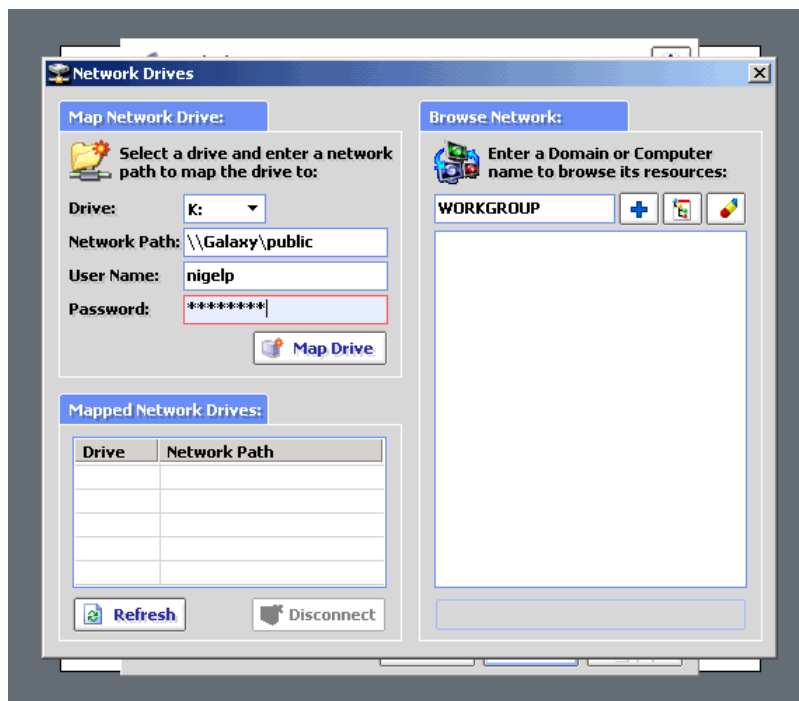 Network Drives
Map Network Drive:
Select a drive and enter a network
path to map the drive to:
Drive: K:
Network Path: \\Galaxy\public
User Name: nigelp
Password: ********
Map Drive
Mapped Network Drives:
Drive Network Path
Refresh Disconnect
Browse Network:
Enter a Domain or Computer
name to browse its resources:
WORKGROUP